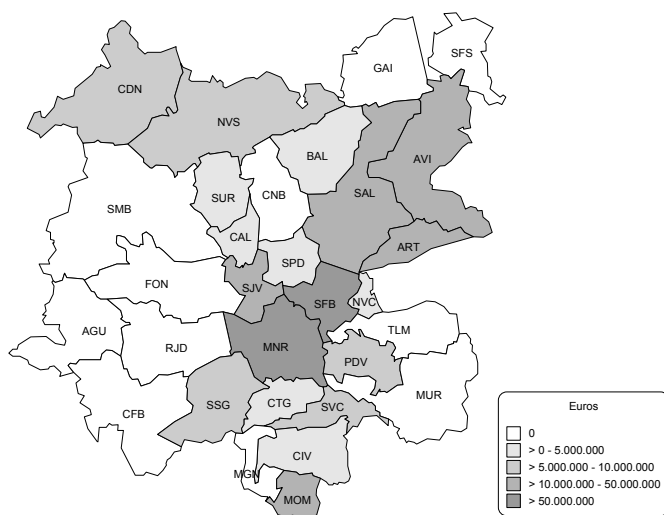 SFS
GAI
CDN
NVS
BAL
AVI
SUR
CNB
SAL
SMB
CAL
ART
SPD
FON
SJV
SFB
NVC
AGU
TLM
RJD
MNR
PDV
MUR
SSG
CTG
SVC
CFB
CIV
MGN
MOM
Euros
0
> 0 - 5.000.000
> 5.000.000 - 10.000.000
> 10.000.000 - 50.000.000
> 50.000.000